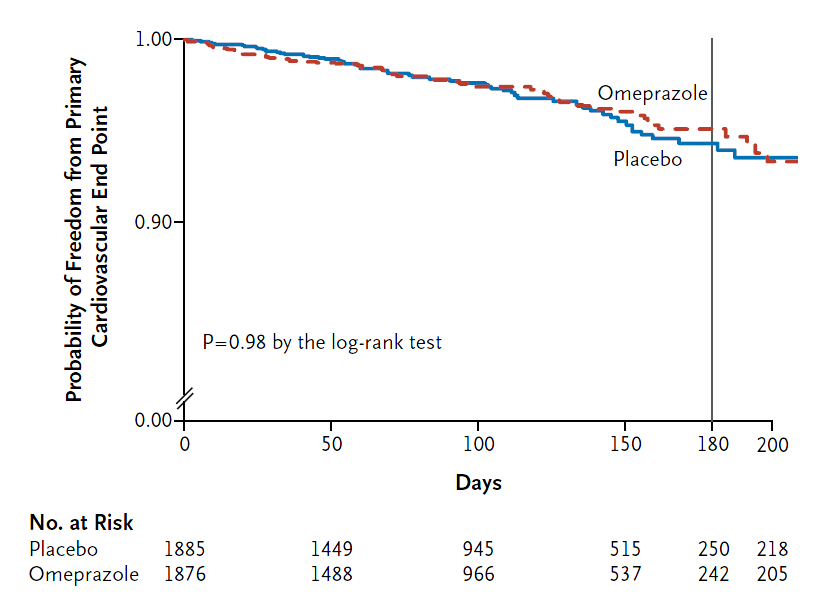 Probability of Freedom from Primary
Cardiovascular End Point
1.00
0.90
0.00
Omeprazole
Placebo
P=0.98 by the log-rank test
0 50 100 150 180 200
Days
No. at Risk
Placebo 1885 1449 945 515 250 218
Omeprazole 1876 1488 966 537 242 205